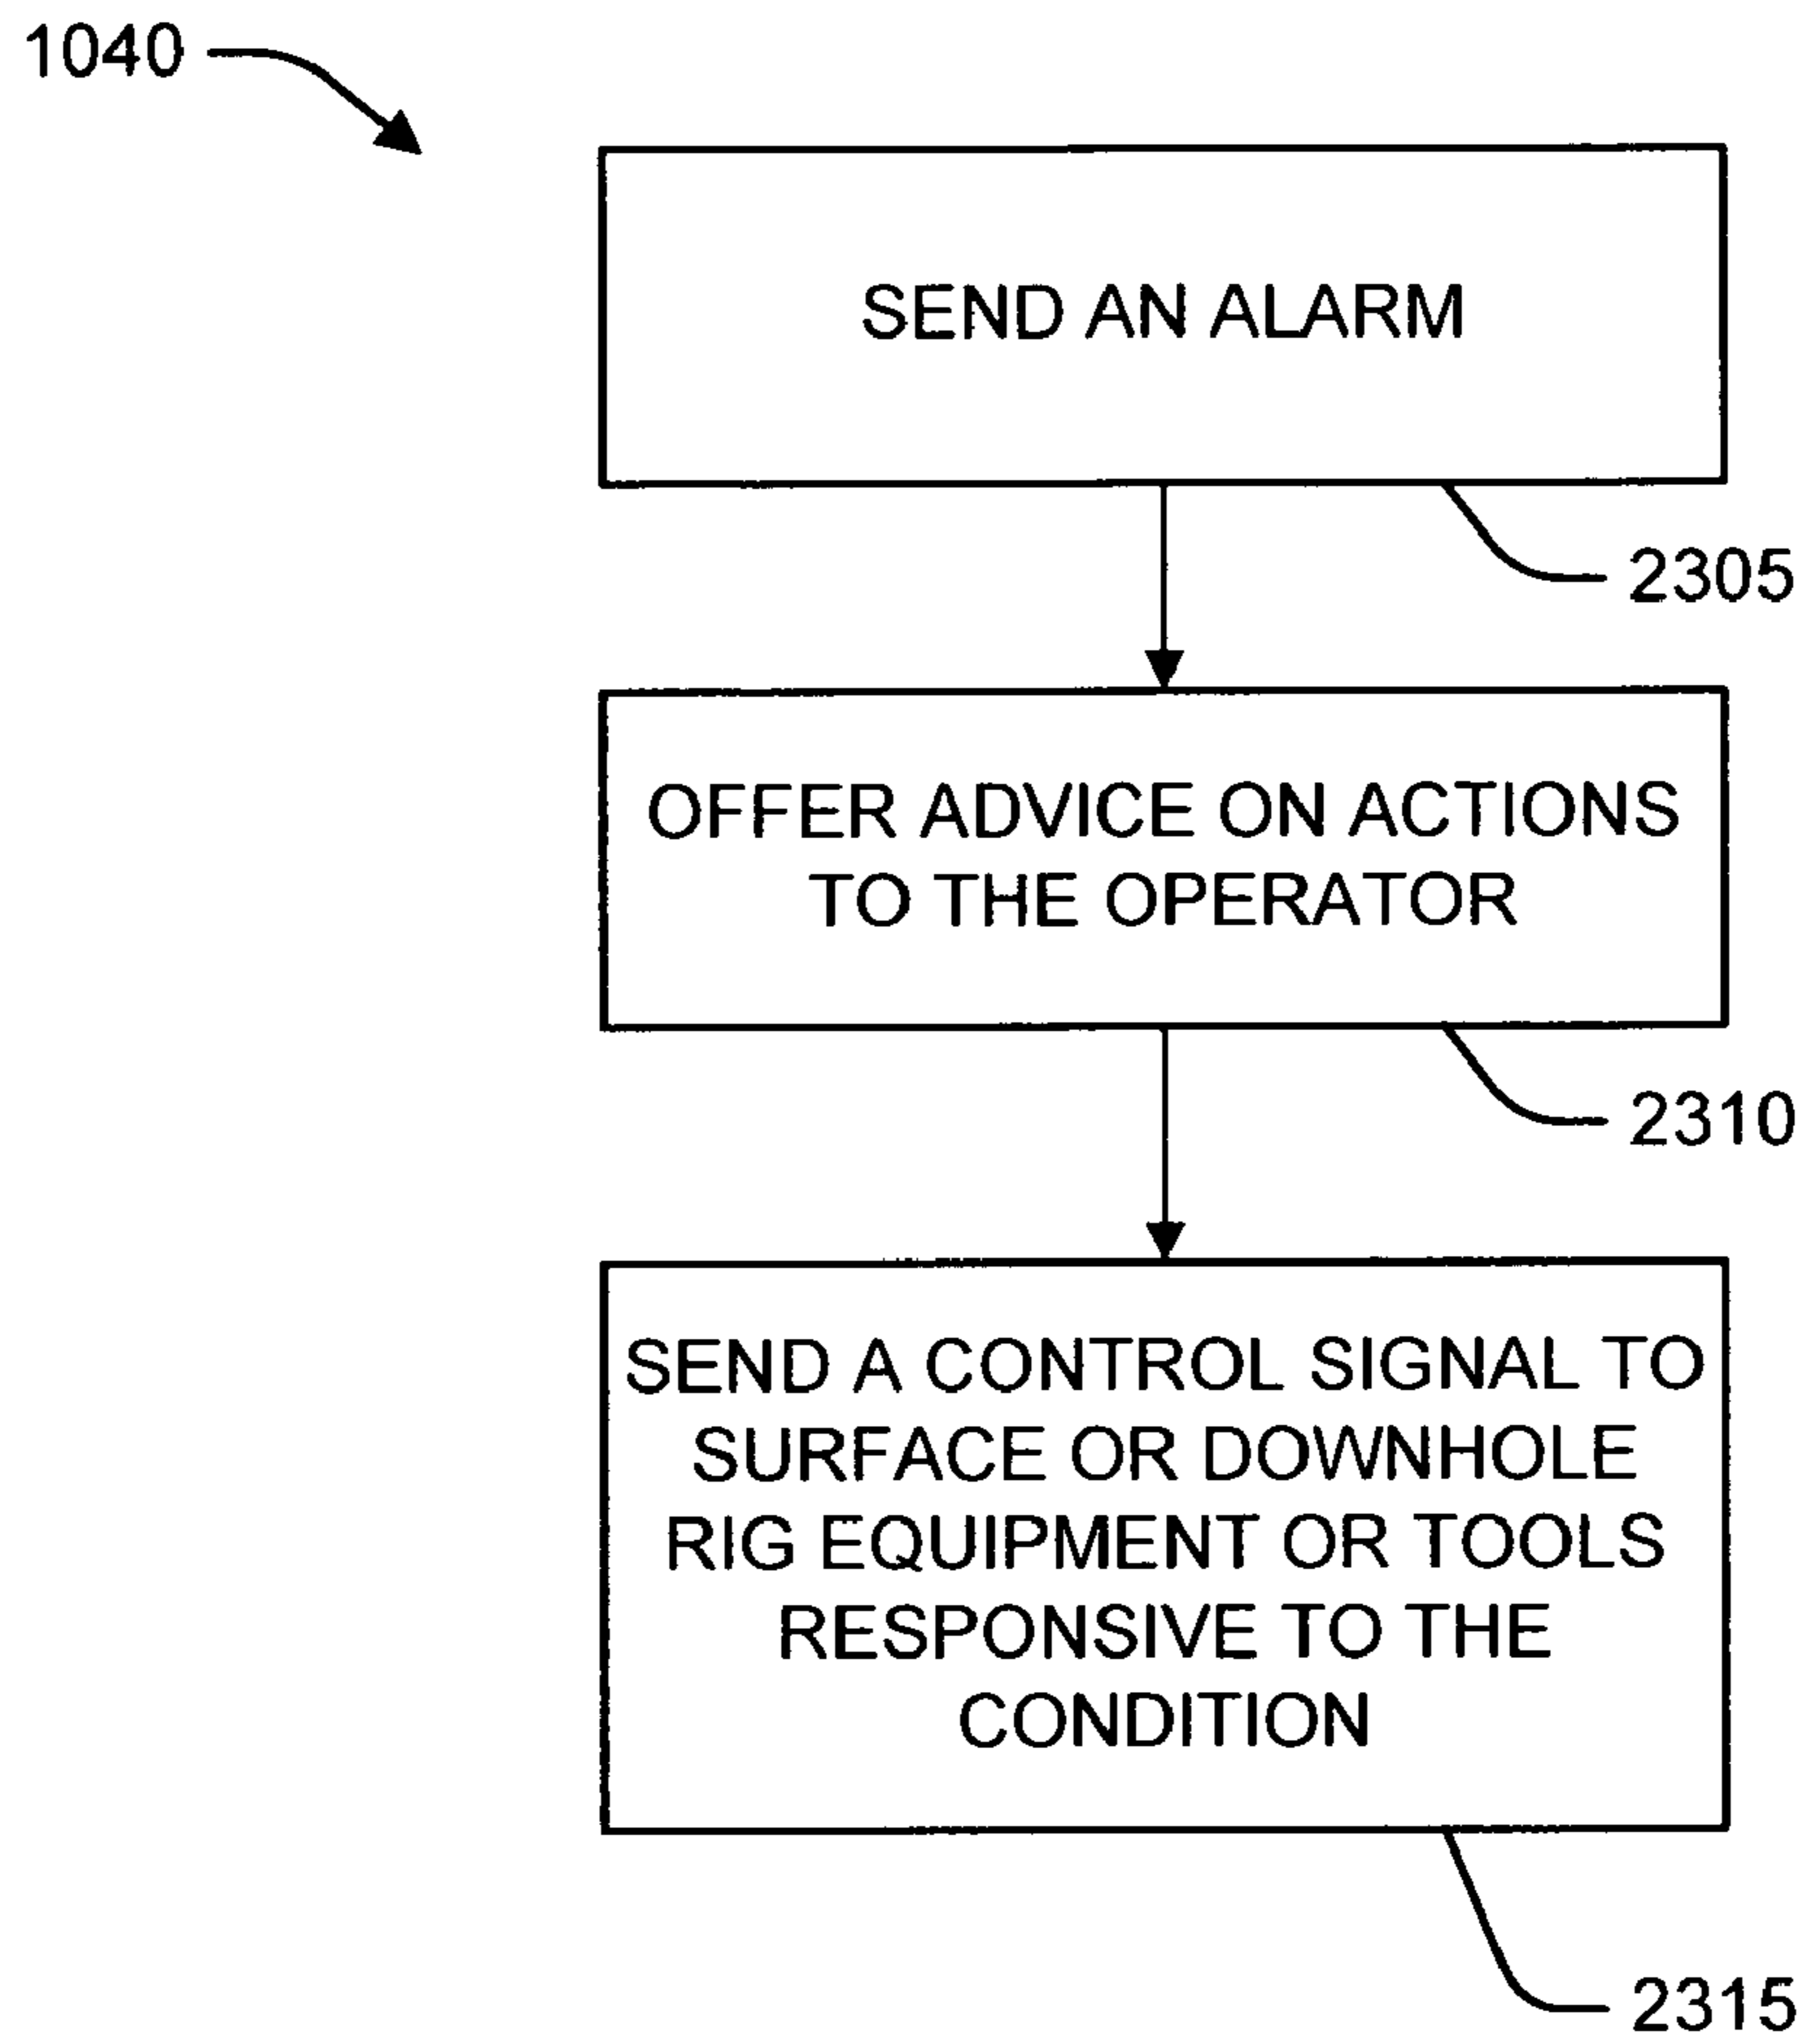 1040
SEND AN ALARM
2305
OFFER ADVICE ON ACTIONS
TO THE OPERATOR
2310
SEND A CONTROL SIGNAL TO
SURFACE OR DOWNHOLE
RIG EQUIPMENT OR TOOLS
RESPONSIVE TO THE
CONDITION
2315